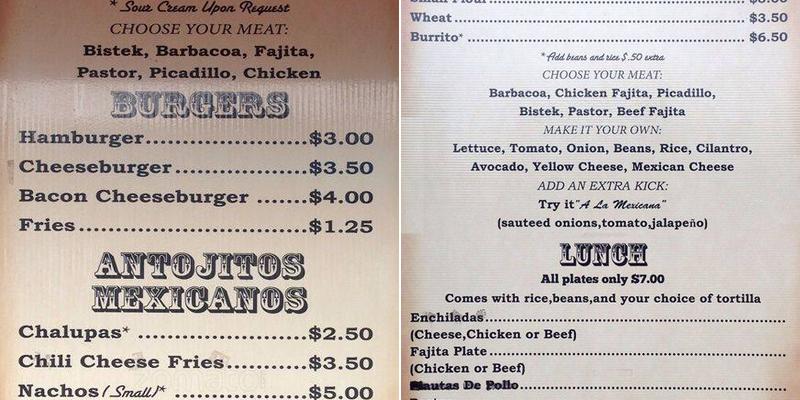 * Sour Cream Upon Request
CHOOSE YOUR MEAT:
Bistek, Barbacoa, Fajita,
Pastor, Picadillo, Chicken
BURGERS
Hamburger.......................$3.00
Cheeseburger...................$3.50
Bacon Cheeseburger .......$4.00
Fries.................................$1.25
ANTOJITOS
MEXICANOS
Chalupas* ........................$2.50
Chili Cheese Fries............$3.50
Nachos (Small)* ....................$5.00
Wheat................................$3.50
Burrito* .............................$6.50
*Add beans and rice $.50 extra
CHOOSE YOUR MEAT:
Barbacoa, Chicken Fajita, Picadillo,
Bistek, Pastor, Beef Fajita
MAKE IT YOUR OWN:
Lettuce, Tomato, Onion, Beans, Rice, Cilantro,
Avocado, Yellow Cheese, Mexican Cheese
ADD AN EXTRA KICK:
Try it "A La Mexicana"
(sauteed onions,tomato,jalapeño)
LUNCH
All plates only $7.00
Comes with rice,beans,and your choice of tortilla
Enchiladas.................................
(Cheese,Chicken or Beef)
Fajita Plate.................................
(Chicken or Beef)
Flautas De Pollo.................................